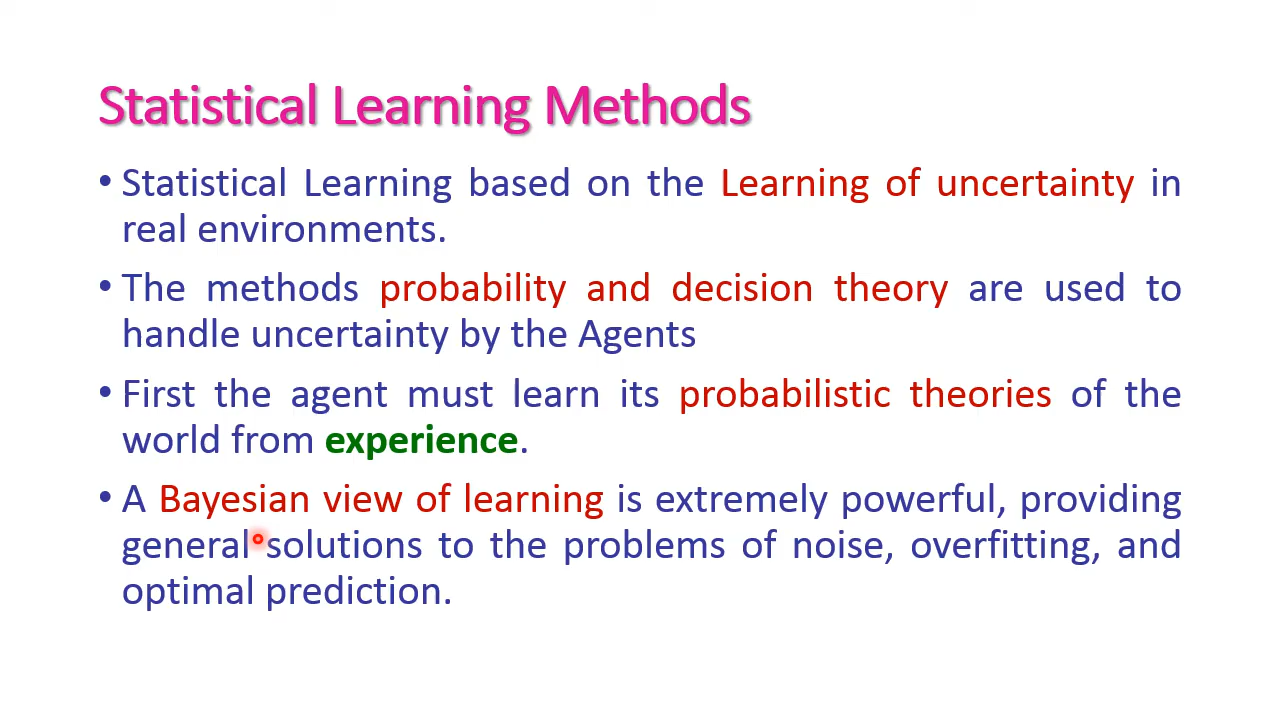 Statistical Learning Methods
• Statistical Learning based on the Learning of uncertainty in
real environments.
• The methods probability and decision theory are used to
handle uncertainty by the Agents
• First the agent must learn its probabilistic theories of the
world from experience.
• A Bayesian view of learning is extremely powerful, providing
general solutions to the problems of noise, overfitting, and
optimal prediction.